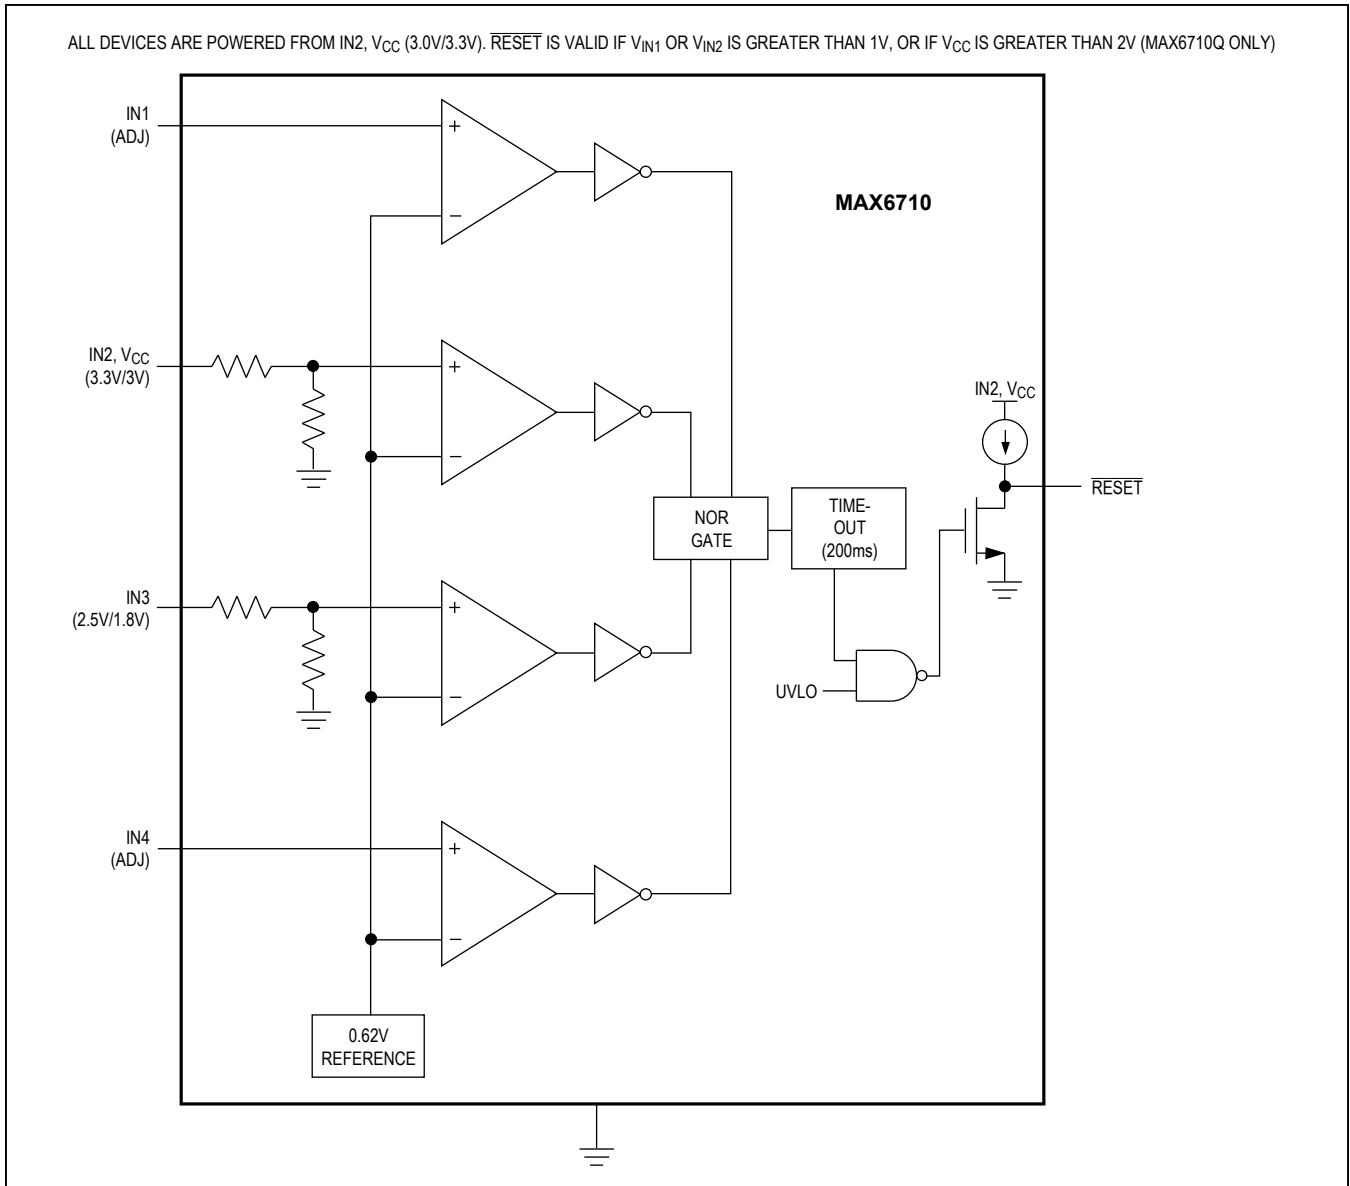 ALL DEVICES ARE POWERED FROM IN2, VCC (3.0V/3.3V). RESET IS VALID IF VIN1 OR VIN2 IS GREATER THAN 1V, OR IF VCC IS GREATER THAN 2V (MAX6710Q ONLY)
IN1
(ADJ)
+
−
MAX6710
IN2, VCC
(3.3V/3V)
+
−
IN2, VCC
RESET
NOR
GATE
TIME-
OUT
(200ms)
IN3
(2.5V/1.8V)
+
−
UVLO
IN4
(ADJ)
+
−
0.62V
REFERENCE